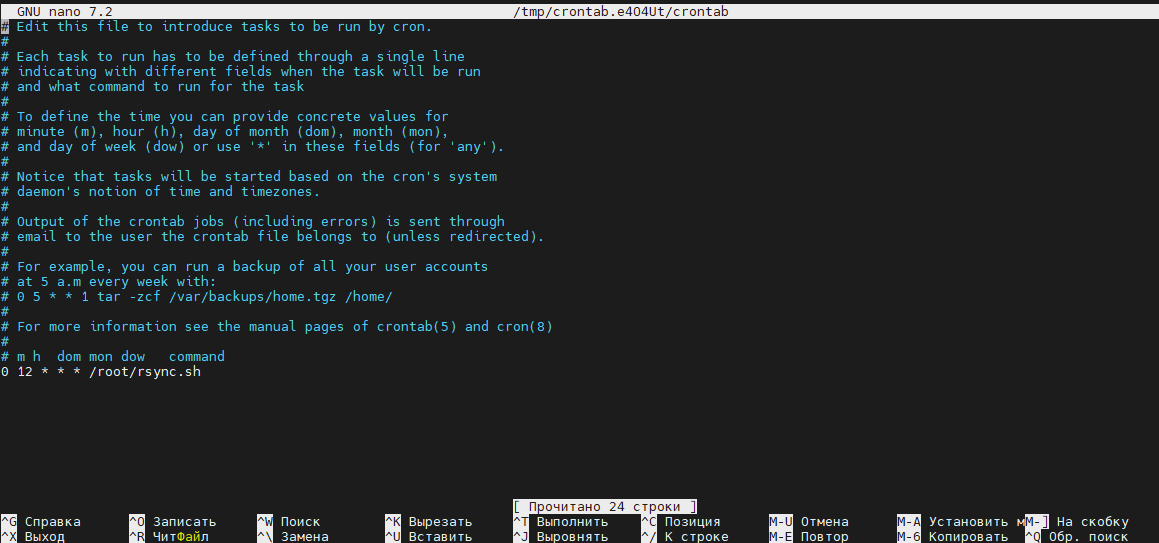 GNU nano 7.2 /tmp/crontab.e4O4Ut/crontab
# Edit this file to introduce tasks to be run by cron.
#
# Each task to run has to be defined through a single line
# indicating with different fields when the task will be run
# and what command to run for the task
#
# To define the time you can provide concrete values for
# minute (m), hour (h), day of month (dom), month (mon),
# and day of week (dow) or use '*' in these fields (for 'any').
#
# Notice that tasks will be started based on the cron's system
# daemon's notion of time and timezones.
#
# Output of the crontab jobs (including errors) is sent through
# email to the user the crontab file belongs to (unless redirected).
#
# For example, you can run a backup of all your user accounts
# at 5 a.m every week with:
# 0 5 * * 1 tar -zcf /var/backups/home.tgz /home/
#
# For more information see the manual pages of crontab(5) and cron(8)
#
# m h  dom mon dow   command
0 12 * * * /root/rsync.sh
[ Прочитано 24 строки ]
^G Справка ^O Записать ^W Поиск ^K Вырезать ^T Выполнить ^C Позиция M-U Отмена M-A Установить мM-] На скобку
^X Выход ^R ЧитФайл ^\ Замена ^U Вставить ^J Выровнять ^/ К строке M-E Повтор M-6 Копировать ^Q Обр. поиск